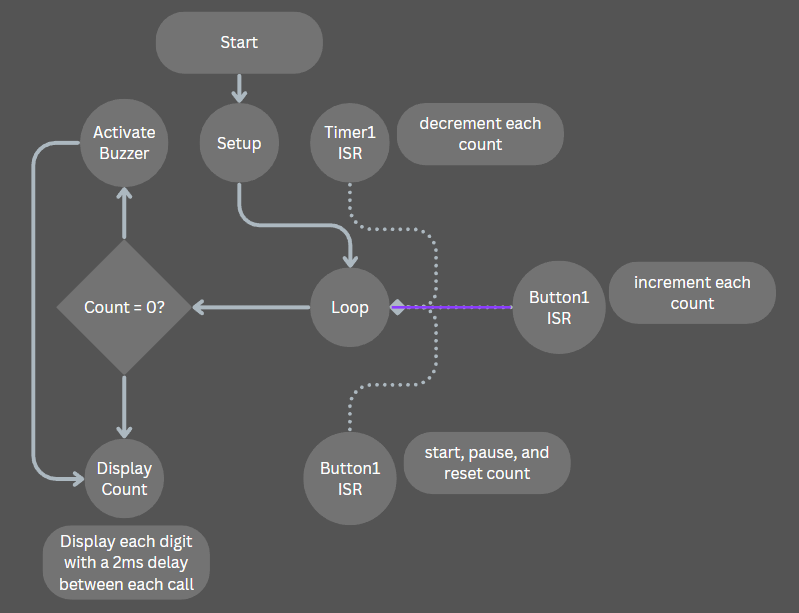 Start
Activate
Buzzer
Setup
Timer1
ISR
decrement each
count
Count = 0?
Loop
Button1
ISR
increment each
count
Display
Count
Button1
ISR
start, pause, and
reset count
Display each digit
with a 2ms delay
between each call